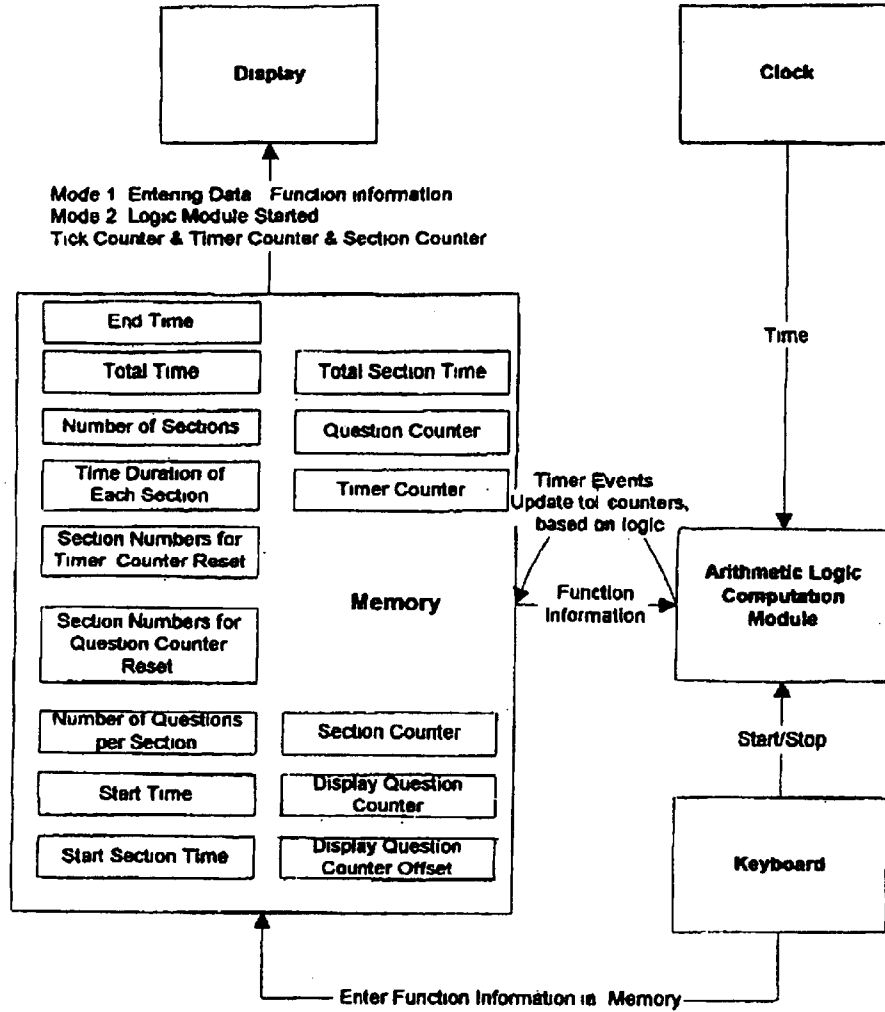 Display
Clock
Mode 1 Entering Data Function information
Mode 2 Logic Module Started
Tick Counter & Timer Counter & Section Counter
Time
End Time
Total Time
Total Section Time
Number of Sections
Question Counter
Time Duration of
Each Section
Timer Counter
Timer Events
Update tol counters,
based on logic
Section Numbers for
Timer Counter Reset
Memory
Function
Information
Arithmetic Logic
Computation
Module
Section Numbers for
Question Counter
Reset
Number of Questions
per Section
Section Counter
Start/Stop
Start Time
Display Question
Counter
Start Section Time
Display Question
Counter Offset
Keyboard
Enter Function Information in Memory